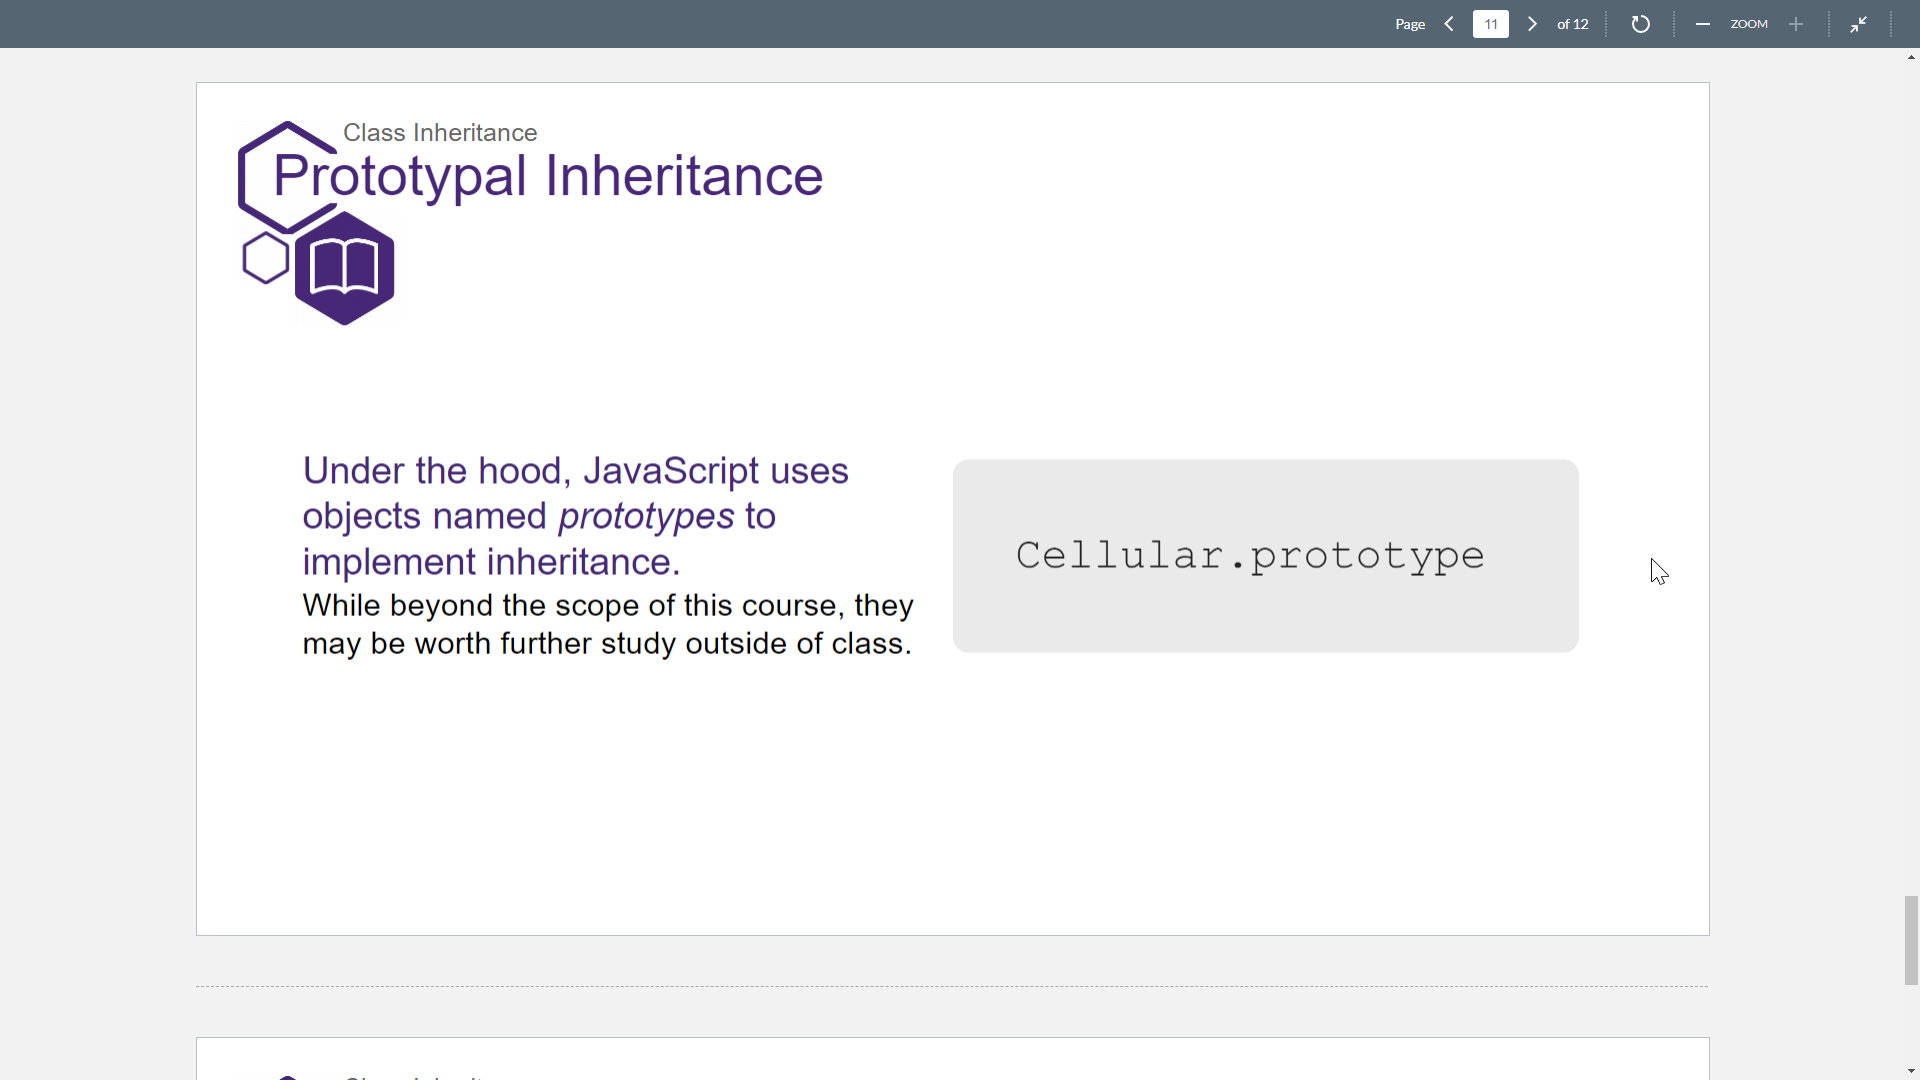 Page 11 of 12 ZOOM
Class Inheritance
Prototypal Inheritance
Under the hood, JavaScript uses
objects named prototypes to
implement inheritance.
While beyond the scope of this course, they
may be worth further study outside of class.
Cellular.prototype